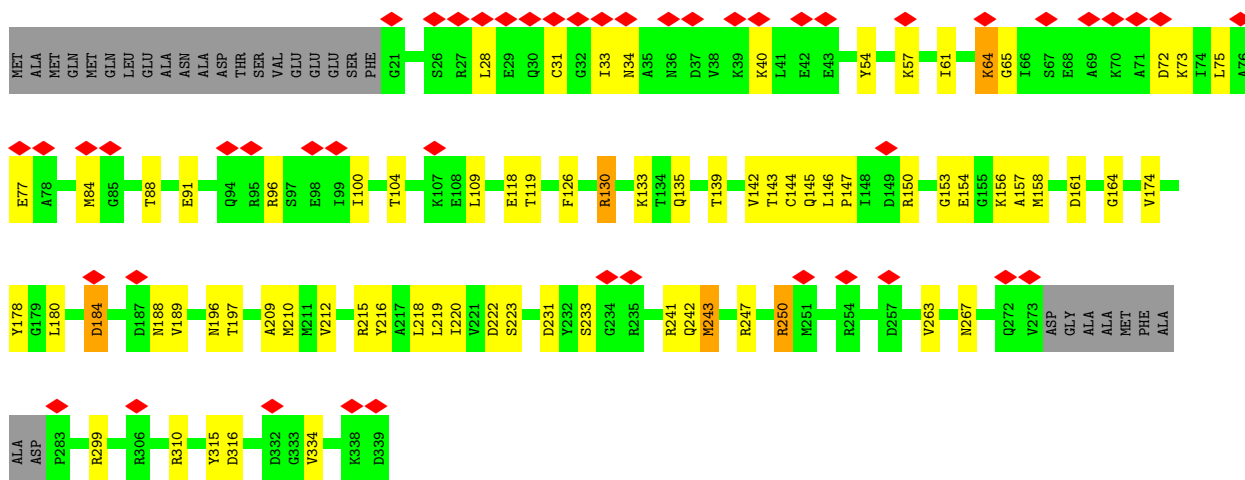 MET ALA MET GLN MET GLN LEU GLU ALA ASN ALA ASP THR SER VAL GLU GLU GLU SER PHE G21 S26 R27 L28 E29 Q30 C31 G32 I33 N34 A35 N36 D37 V38 K39 K40 L41 E42 E43 Y54 K57 I61 K64 G65 I66 S67 E68 A69 K70 A71 D72 K73 I74 L75 A76
E77 A78 M84 G85 T88 E91 Q94 R95 R96 S97 E98 I99 I100 T104 K107 E108 L109 E118 T119 F126 R130 K133 T134 Q135 T139 V142 T143 C144 Q145 L146 P147 I148 D149 R150 G153 E154 G155 K156 A157 M158 D161 G164 V174
Y178 G179 L180 D184 D187 N188 V189 N196 T197 A209 M210 M211 V212 R215 Y216 A217 L218 L219 I220 V221 D222 S223 D231 Y232 S233 G234 R235 R241 Q242 M243 R247 R250 M251 R254 D257 V263 N267 Q272 V273 ASP GLY ALA ALA MET PHE ALA
ALA ASP P283 R299 R306 R310 Y315 D316 D332 G333 V334 K338 D339